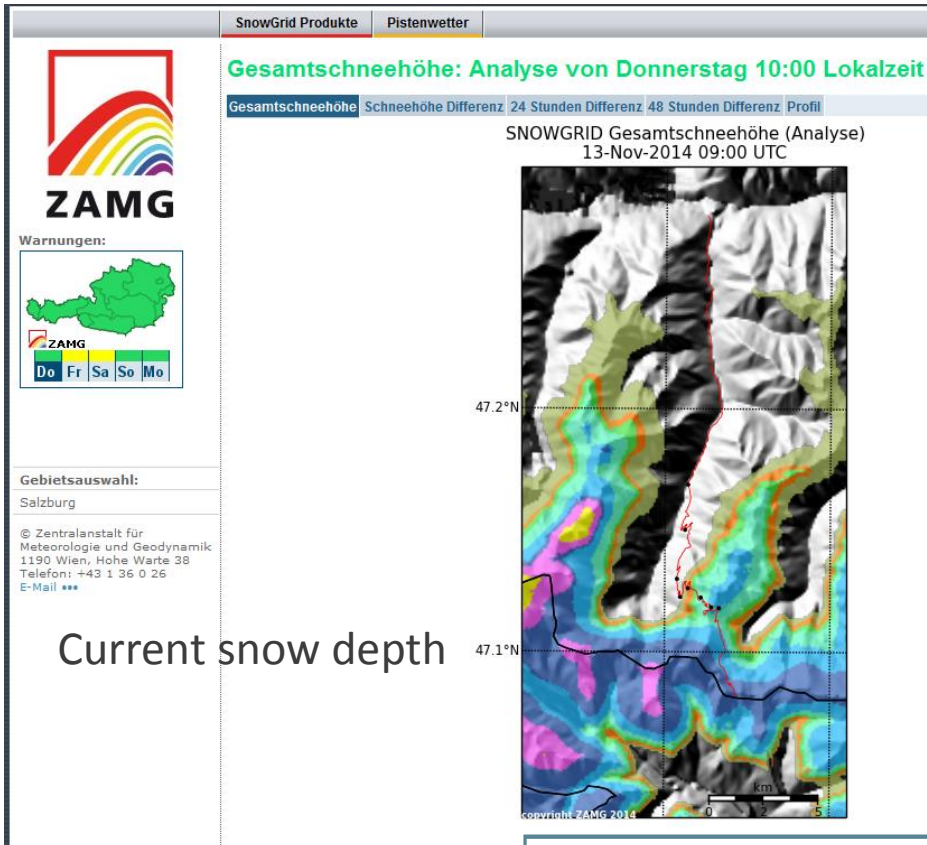 SnowGrid Produkte Pistenwetter
Gesamtschneehöhe: Analyse von Donnerstag 10:00 Lokalzeit
Gesamtschneehöhe Schneehöhe Differenz 24 Stunden Differenz 48 Stunden Differenz Profil
SNOWGRID Gesamtschneehöhe (Analyse)
13-Nov-2014 09:00 UTC
ZAMG
Warnungen:
ZAMG
Do Fr Sa So Mo
47.2°N
Gebietsauswahl:
Salzburg
© Zentralanstalt für
Meteorologie und Geodynamik
1190 Wien, Hohe Warte 38
Telefon: +43 1 36 0 26
E-Mail •••
Current snow depth
47.1°N
km
0 2 5
copyright ZAMG 2014